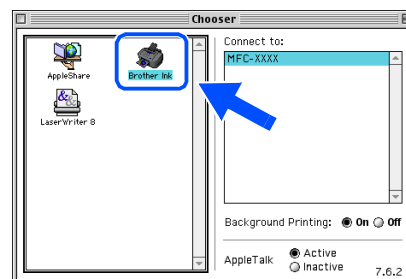 Chooser
Connect to:
MFC-XXXX
AppleShare
Brother Ink
LaserWriter 8
Background Printing: On Off
AppleTalk
Active
Inactive
7.6.2